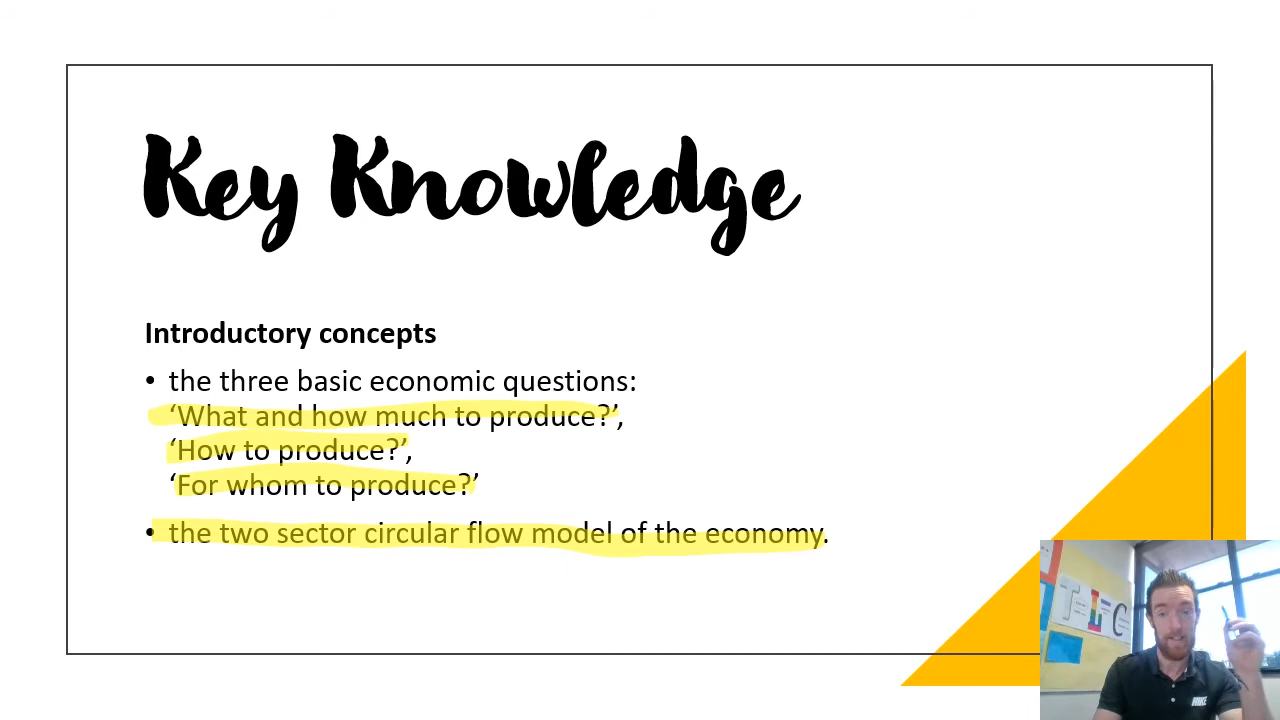 Key Knowledge
Introductory concepts
• the three basic economic questions:
‘What and how much to produce?’,
‘How to produce?’,
‘For whom to produce?’
• the two sector circular flow model of the economy.
NIKE